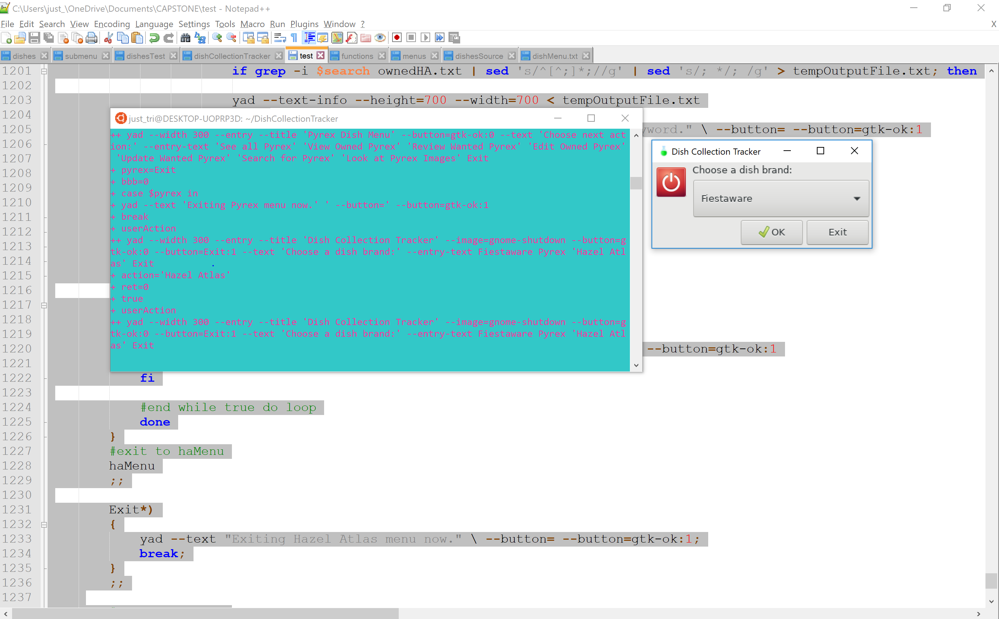 C:\Users\just_\OneDrive\Documents\CAPSTONE\test - Notepad++
File Edit Search View Encoding Language Settings Tools Macro Run Plugins Window ? X
dishes submenu dishesTest dishCollectionTracker test functions menus dishesSource dishMenu.txt
1201 if grep -i $search ownedHA.txt | sed 's/^[^;]*;//g' | sed 's/; */; /g' > tempOutputFile.txt; then
1202
1203 yad --text-info --height=700 --width=700 < tempOutputFile.txt
1204
1205 yword." \ --button= --button=gtk-ok:1
1206
1207
1208
1209
1210
1211
1212
1213
1214
1215
1216
1217
1218
1219
1220 --button=gtk-ok:1
1221
1222 fi
1223
1224 #end while true do loop
1225 done
1226 }
1227 #exit to haMenu
1228 haMenu
1229 ;;
1230
1231 Exit*)
1232 {
1233 yad --text "Exiting Hazel Atlas menu now." \ --button= --button=gtk-ok:1;
1234 break;
1235 }
1236 ;;
1237
just_tri@DESKTOP-UOPRP3D: ~/DishCollectionTracker
++ yad --width 300 --entry --title 'Pyrex Dish Menu' --button=gtk-ok:0 --text 'Choose next act
ion:' --entry-text 'See all Pyrex' 'View Owned Pyrex' 'Review Wanted Pyrex' 'Edit Owned Pyrex'
'Update Wanted Pyrex' 'Search for Pyrex' 'Look at Pyrex Images' Exit
+ pyrex=Exit
+ bbb=0
+ case $pyrex in
+ yad --text 'Exiting Pyrex menu now.' ' --button=' --button=gtk-ok:1
+ break
+ userAction
++ yad --width 300 --entry --title 'Dish Collection Tracker' --image=gnome-shutdown --button=g
tk-ok:0 --button=Exit:1 --text 'Choose a dish brand:' --entry-text Fiestaware Pyrex 'Hazel Atl
as' Exit
+ action='Hazel Atlas'
+ ret=0
+ true
+ userAction
++ yad --width 300 --entry --title 'Dish Collection Tracker' --image=gnome-shutdown --button=g
tk-ok:0 --button=Exit:1 --text 'Choose a dish brand:' --entry-text Fiestaware Pyrex 'Hazel Atl
as' Exit
Dish Collection Tracker
Choose a dish brand:
Fiestaware
OK Exit